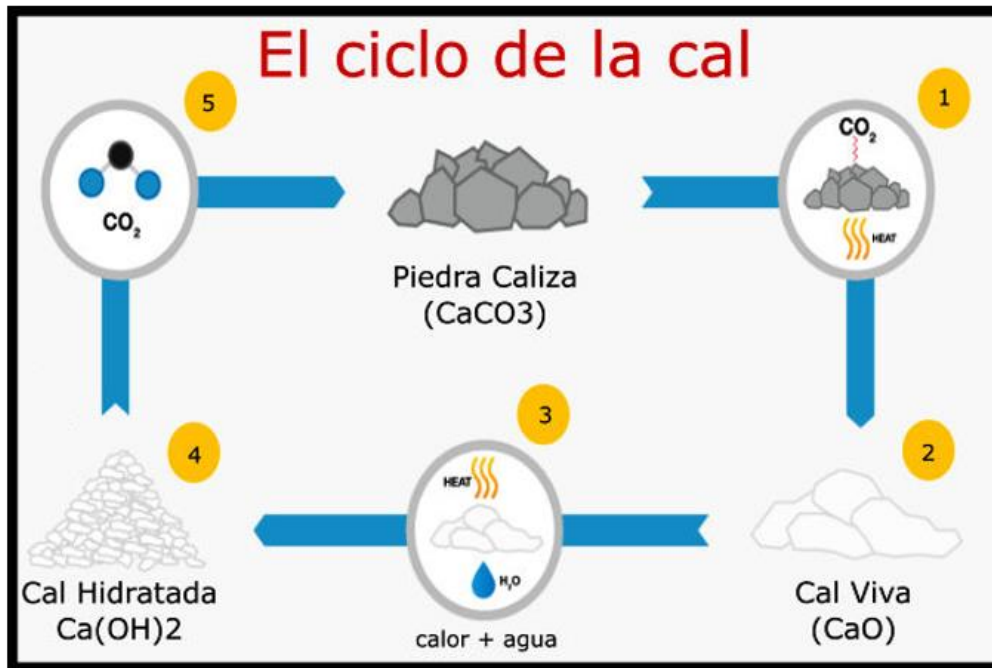 El ciclo de la cal
5
CO₂
Piedra Caliza
(CaCO3)
1
CO₂
HEAT
2
Cal Viva
(CaO)
3
HEAT
H₂O
calor + agua
4
Cal Hidratada
Ca(OH)2